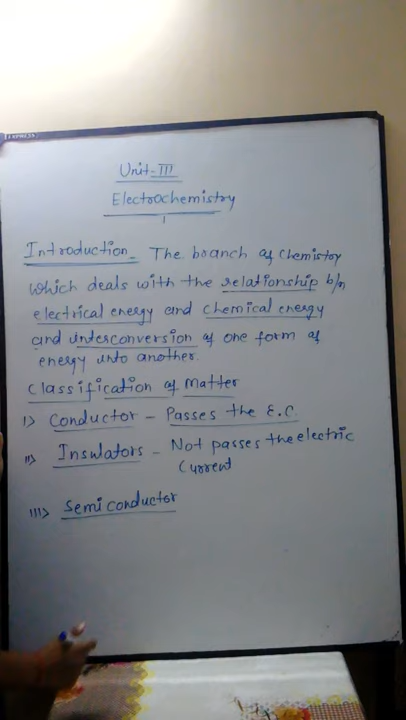 Unit-III
Electrochemistry
Introduction - The branch of chemistry
which deals with the relationship b/n
electrical energy and chemical energy
and interconversion of one form of
energy into another.
Classification of Matter
i) Conductor - Passes the E.C.
ii) Insulators - Not passes the electric
Current
iii) Semiconductor